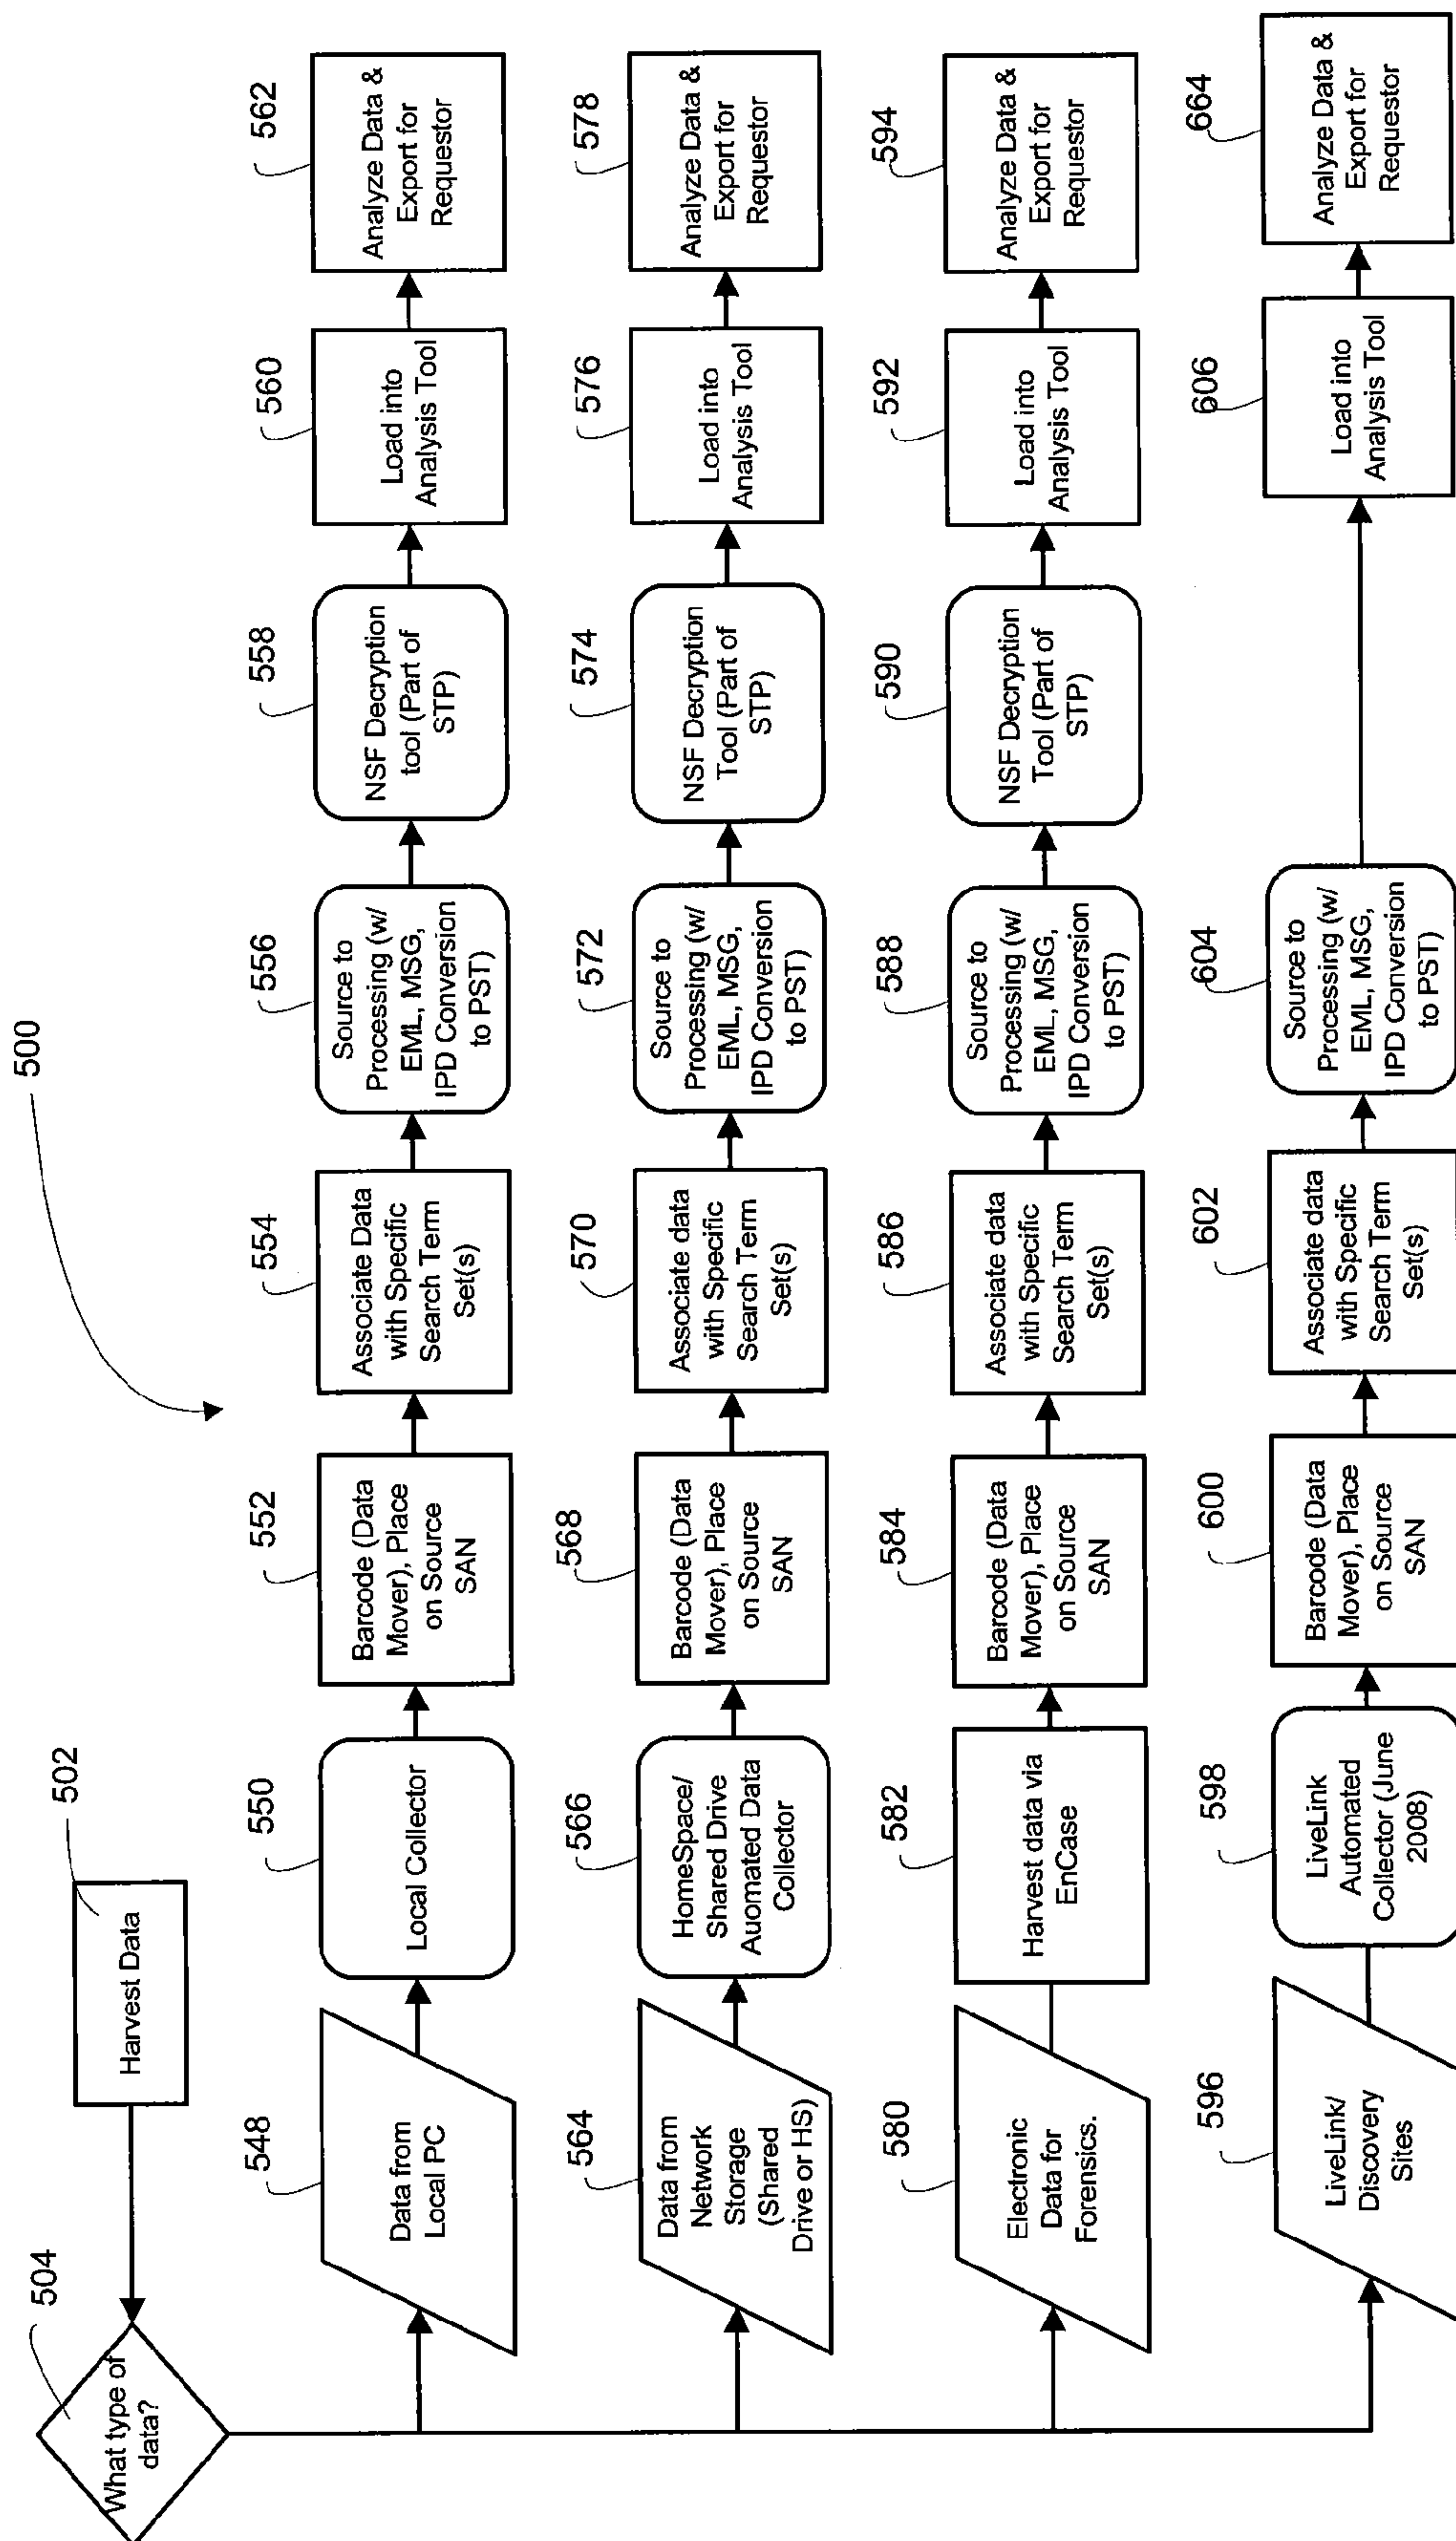 500
502
Harvest Data
504
What type of
data?
548
Data from
Local PC
550
Local Collector
552
Barcode (Data
Mover), Place
on Source
SAN
554
Associate Data
with Specific
Search Term
Set(s)
556
Source to
Processing (w/
EML, MSG,
IPD Conversion
to PST)
558
NSF Decryption
tool (Part of
STP)
560
Load into
Analysis Tool
562
Analyze Data &
Export for
Requestor
564
Data from
Network
Storage
(Shared
Drive or HS)
566
HomeSpace/
Shared Drive
Auomated Data
Collector
568
Barcode (Data
Mover), Place
on Source
SAN
570
Associate data
with Specific
Search Term
Set(s)
572
Source to
Processing (w/
EML, MSG,
IPD Conversion
to PST)
574
NSF Decryption
Tool (Part of
STP)
576
Load into
Analysis Tool
578
Analyze Data &
Export for
Requestor
580
Electronic
Data for
Forensics.
582
Harvest data via
EnCase
584
Barcode (Data
Mover), Place
on Source
SAN
586
Associate data
with Specific
Search Term
Set(s)
588
Source to
Processing (w/
EML, MSG,
IPD Conversion
to PST)
590
NSF Decryption
Tool (Part of
STP)
592
Load into
Analysis Tool
594
Analyze Data &
Export for
Requestor
596
LiveLink/
Discovery
Sites
598
LiveLink
Automated
Collector (June
2008)
600
Barcode (Data
Mover), Place
on Source
SAN
602
Associate data
with Specific
Search Term
Set(s)
604
Source to
Processing (w/
EML, MSG,
IPD Conversion
to PST)
606
Load into
Analysis Tool
664
Analyze Data &
Export for
Requestor